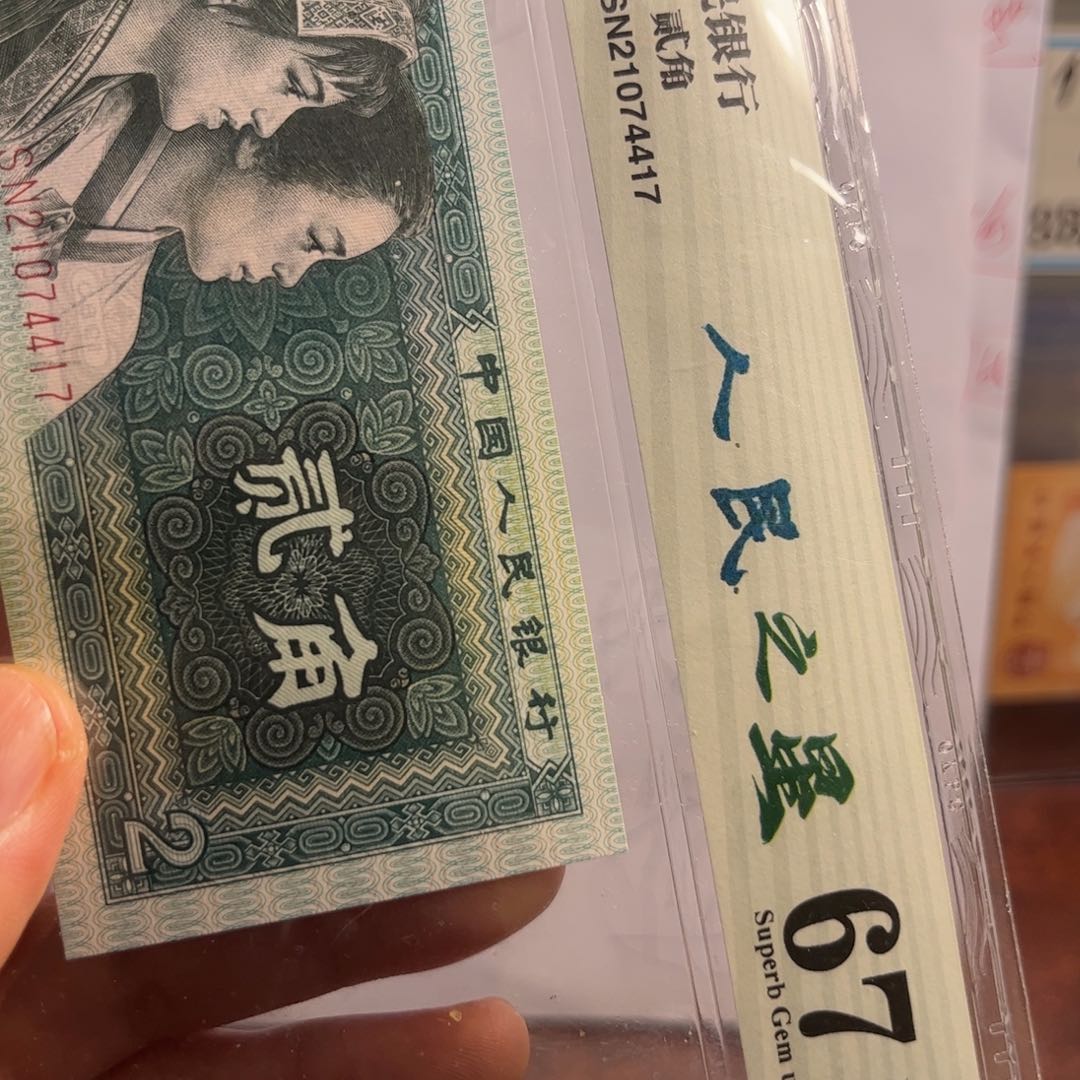 银行
贰角
SN21074417
人民之星
67
Superb Gem
SN21074417
中国人民银行
贰角
2